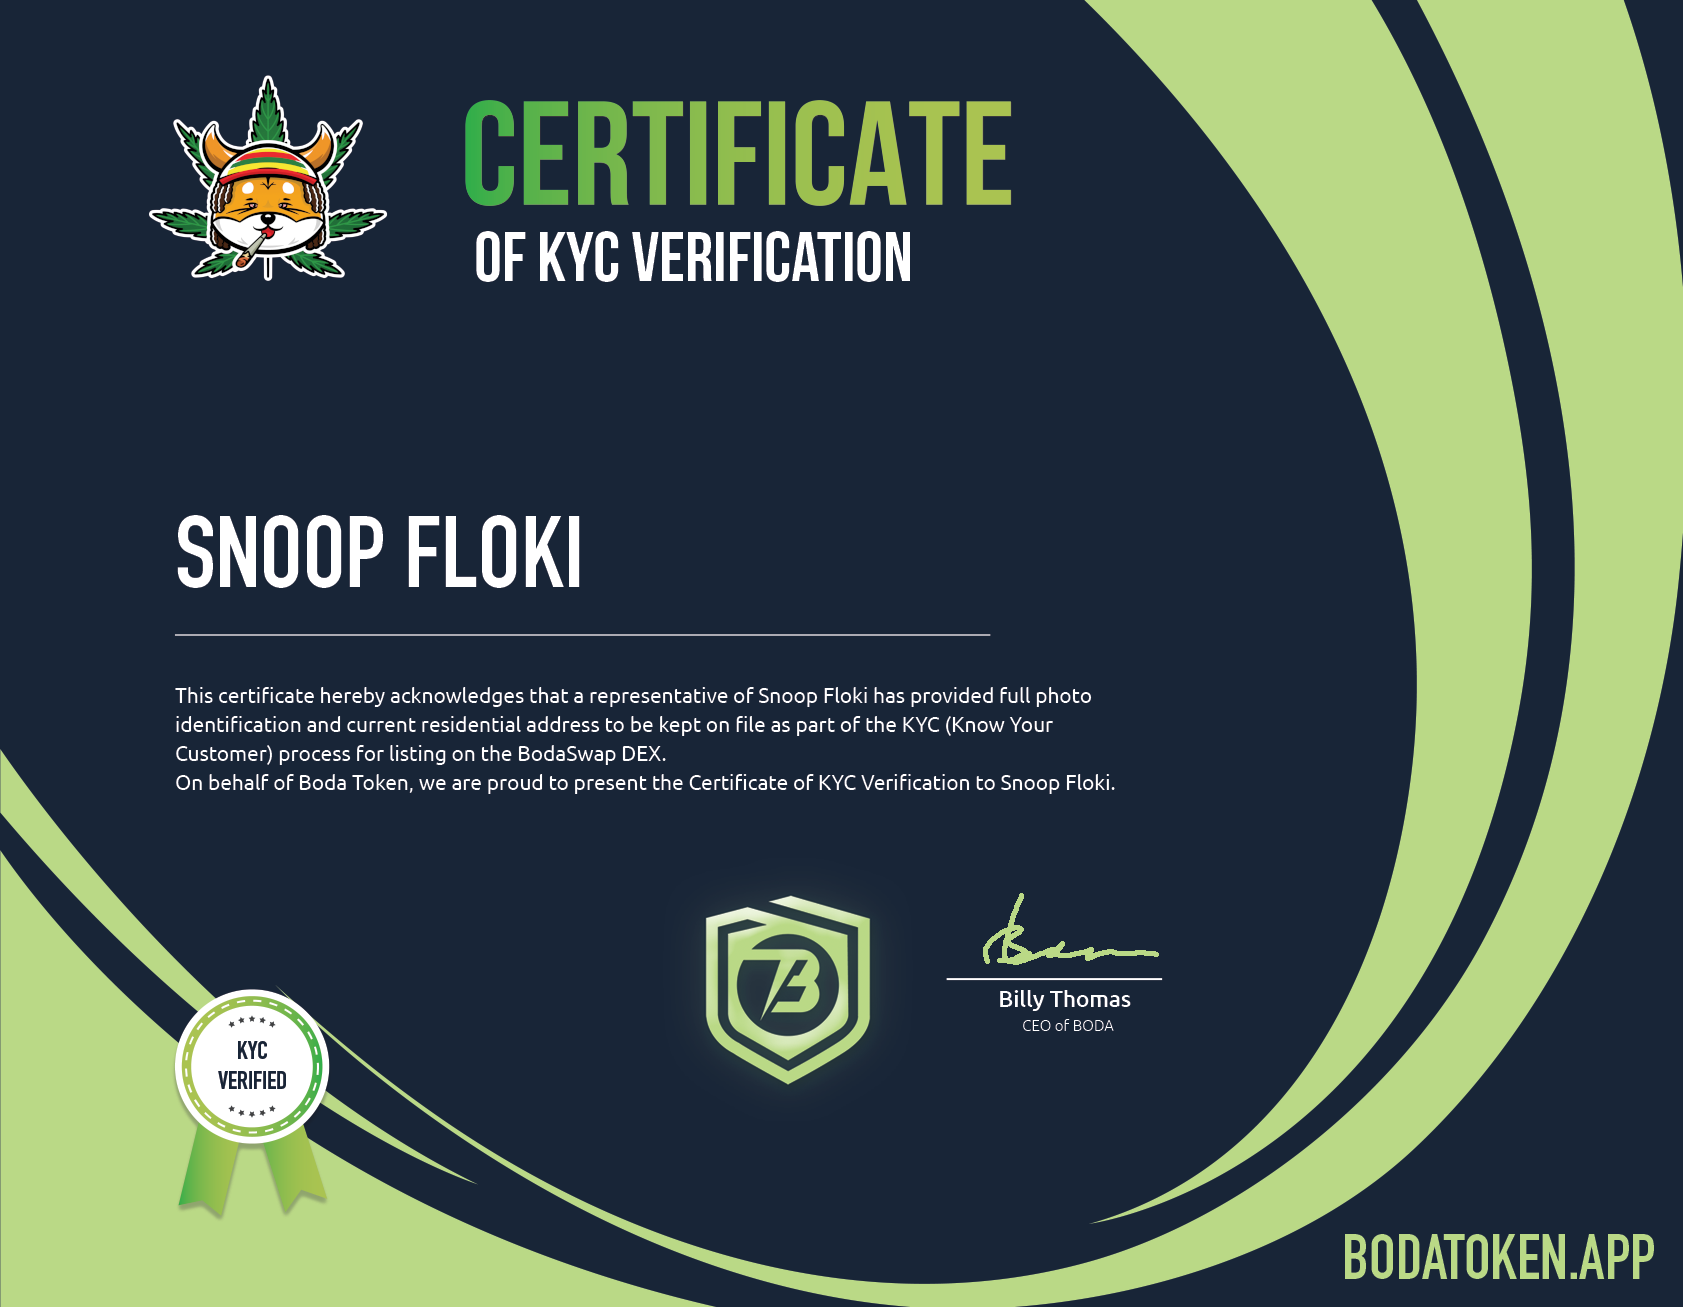 CERTIFICATE
OF KYC VERIFICATION
SNOOP FLOKI
This certificate hereby acknowledges that a representative of Snoop Floki has provided full photo
identification and current residential address to be kept on file as part of the KYC (Know Your
Customer) process for listing on the BodaSwap DEX.
On behalf of Boda Token, we are proud to present the Certificate of KYC Verification to Snoop Floki.
Billy Thomas
CEO of BODA
KYC
VERIFIED
BODATOKEN.APP